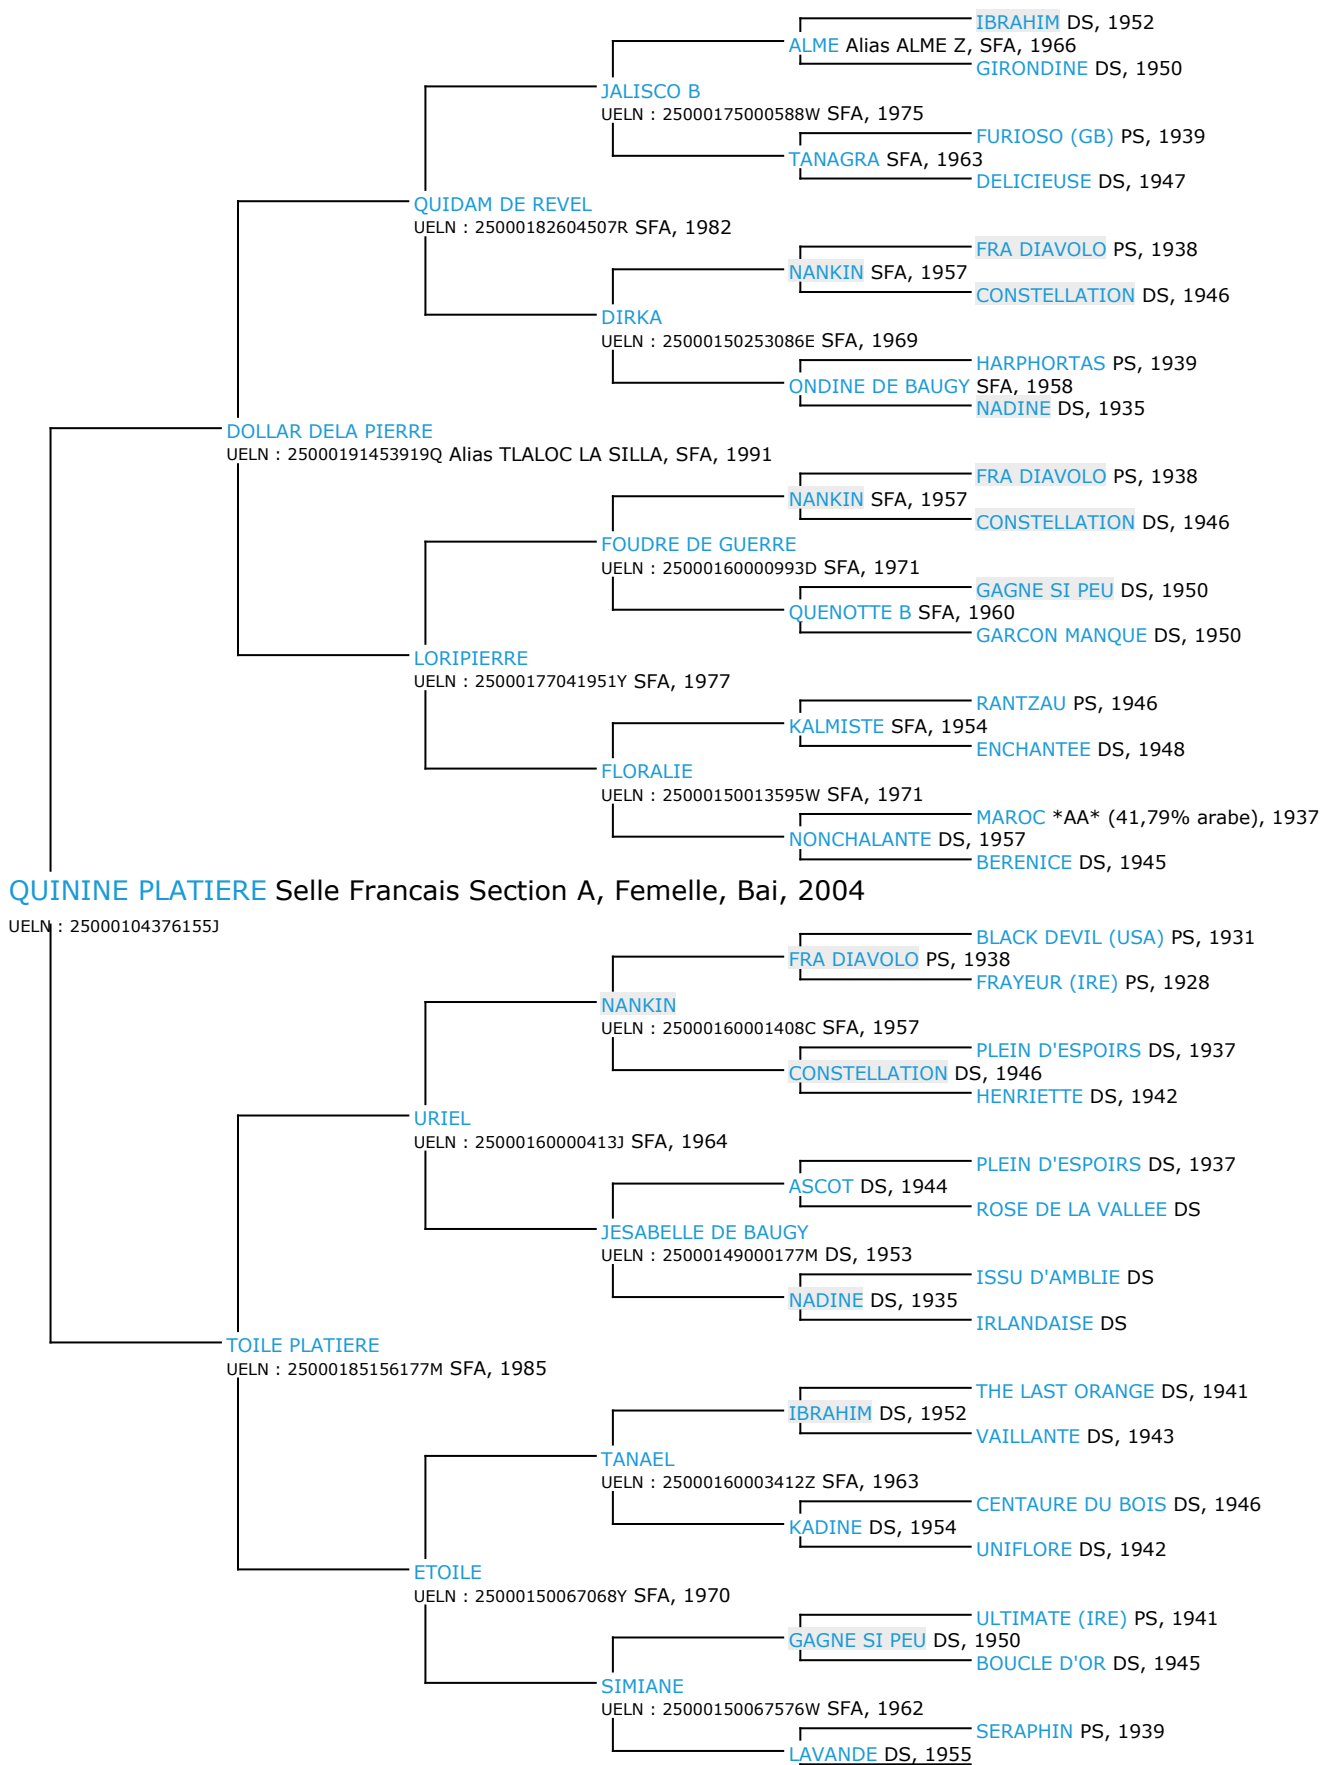 IBRAHIM DS, 1952
ALME Alias ALME Z, SFA, 1966
GIRONDINE DS, 1950
JALISCO B
UELN : 25000175000588W SFA, 1975
FURIOSO (GB) PS, 1939
TANAGRA SFA, 1963
DELICIEUSE DS, 1947
QUIDAM DE REVEL
UELN : 25000182604507R SFA, 1982
FRA DIAVOLO PS, 1938
NANKIN SFA, 1957
CONSTELLATION DS, 1946
DIRKA
UELN : 25000150253086E SFA, 1969
HARPHORTAS PS, 1939
ONDINE DE BAUGY SFA, 1958
NADINE DS, 1935
DOLLAR DELA PIERRE
UELN : 25000191453919Q Alias TLALOC LA SILLA, SFA, 1991
FRA DIAVOLO PS, 1938
NANKIN SFA, 1957
CONSTELLATION DS, 1946
FOUDRE DE GUERRE
UELN : 25000160000993D SFA, 1971
GAGNE SI PEU DS, 1950
QUENOTTE B SFA, 1960
GARCON MANQUE DS, 1950
LORIPIERRE
UELN : 25000177041951Y SFA, 1977
RANTZAU PS, 1946
KALMISTE SFA, 1954
ENCHANTEE DS, 1948
FLORALIE
UELN : 25000150013595W SFA, 1971
MAROC *AA* (41,79% arabe), 1937
NONCHALANTE DS, 1957
BERENICE DS, 1945
QUININE PLATIERE Selle Francais Section A, Femelle, Bai, 2004
UELN : 25000104376155J
BLACK DEVIL (USA) PS, 1931
FRA DIAVOLO PS, 1938
FRAYEUR (IRE) PS, 1928
NANKIN
UELN : 25000160001408C SFA, 1957
PLEIN D'ESPOIRS DS, 1937
CONSTELLATION DS, 1946
HENRIETTE DS, 1942
URIEL
UELN : 25000160000413J SFA, 1964
PLEIN D'ESPOIRS DS, 1937
ASCOT DS, 1944
ROSE DE LA VALLEE DS
JESABELLE DE BAUGY
UELN : 25000149000177M DS, 1953
ISSU D'AMBLIE DS
NADINE DS, 1935
IRLANDAISE DS
TOILE PLATIERE
UELN : 25000185156177M SFA, 1985
THE LAST ORANGE DS, 1941
IBRAHIM DS, 1952
VAILLANTE DS, 1943
TANAEL
UELN : 25000160003412Z SFA, 1963
CENTAURE DU BOIS DS, 1946
KADINE DS, 1954
UNIFLORE DS, 1942
ETOILE
UELN : 25000150067068Y SFA, 1970
ULTIMATE (IRE) PS, 1941
GAGNE SI PEU DS, 1950
BOUCLE D'OR DS, 1945
SIMIANE
UELN : 25000150067576W SFA, 1962
SERAPHIN PS, 1939
LAVANDE DS, 1955